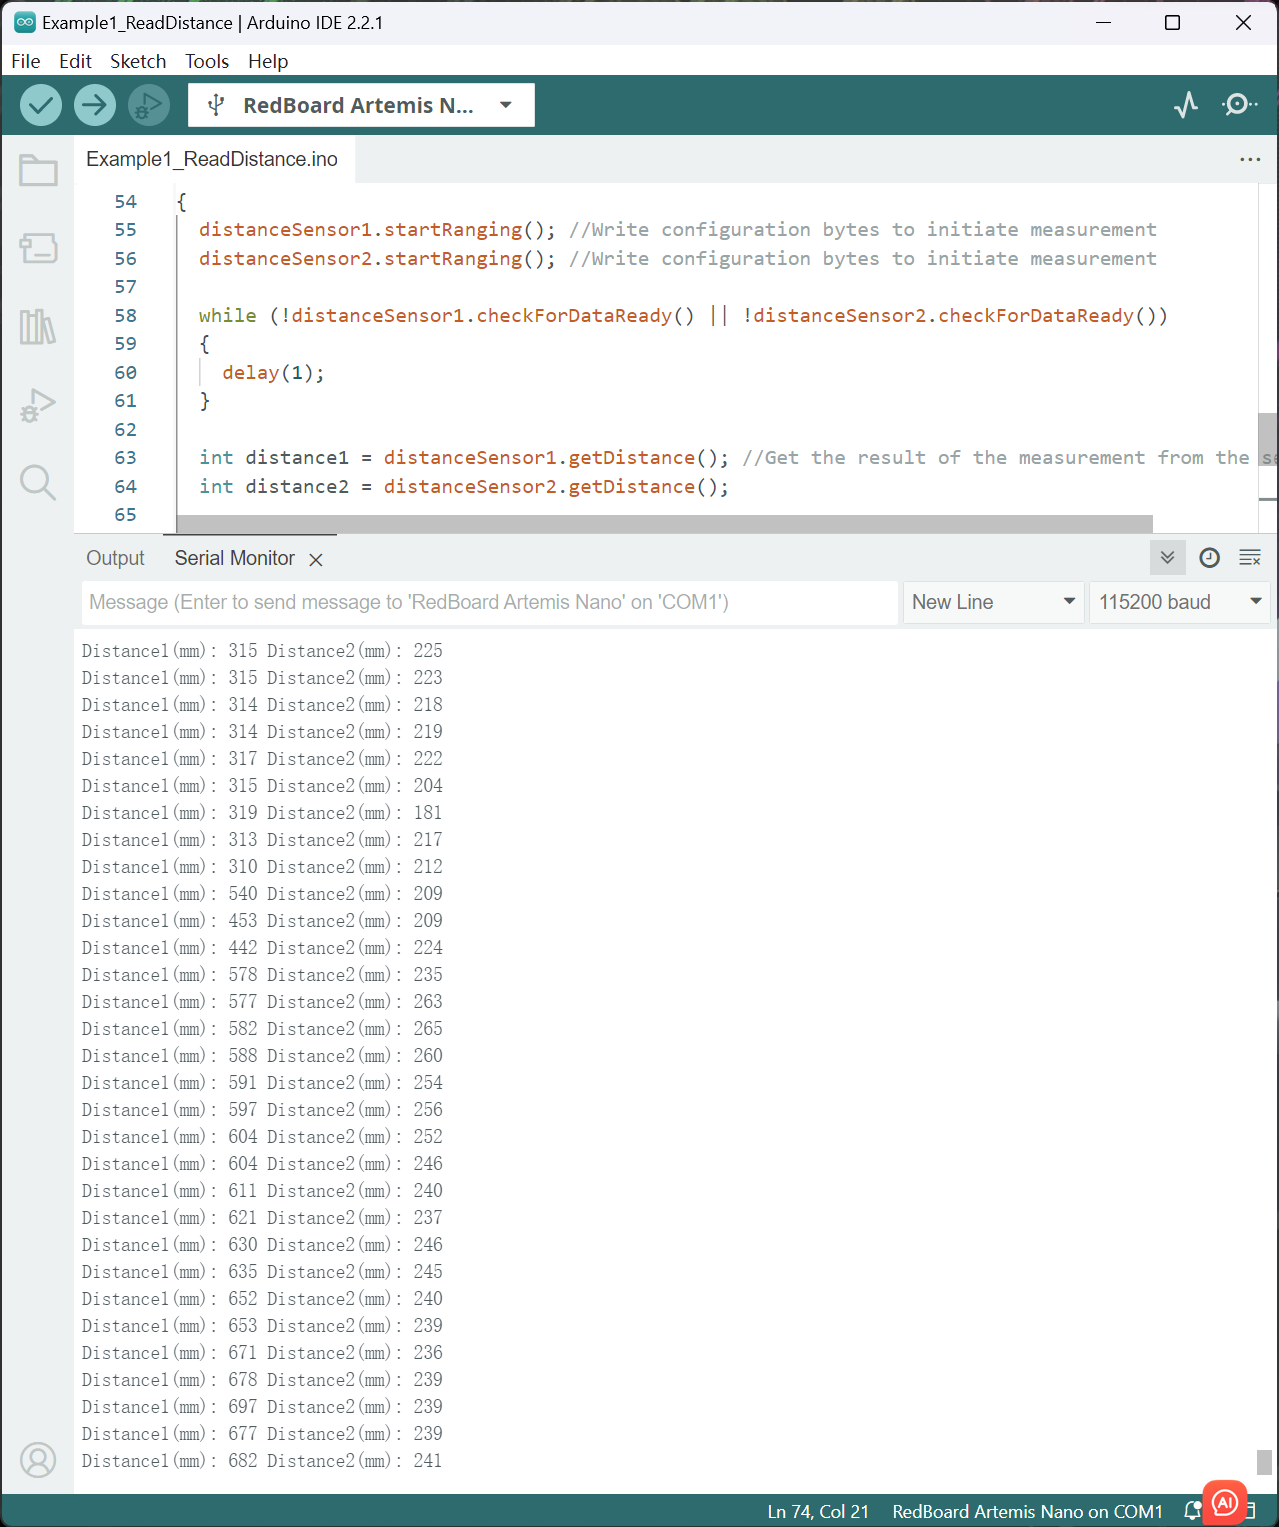 Example1_ReadDistance | Arduino IDE 2.2.1
File Edit Sketch Tools Help
RedBoard Artemis N...
Example1_ReadDistance.ino
54 {
55 distanceSensor1.startRanging(); //Write configuration bytes to initiate measurement
56 distanceSensor2.startRanging(); //Write configuration bytes to initiate measurement
57
58 while (!distanceSensor1.checkForDataReady() || !distanceSensor2.checkForDataReady())
59 {
60 delay(1);
61 }
62
63 int distance1 = distanceSensor1.getDistance(); //Get the result of the measurement from the
64 int distance2 = distanceSensor2.getDistance();
65
Output Serial Monitor
Message (Enter to send message to 'RedBoard Artemis Nano' on 'COM1') New Line 115200 baud
Distance1(mm): 315 Distance2(mm): 225
Distance1(mm): 315 Distance2(mm): 223
Distance1(mm): 314 Distance2(mm): 218
Distance1(mm): 314 Distance2(mm): 219
Distance1(mm): 317 Distance2(mm): 222
Distance1(mm): 315 Distance2(mm): 204
Distance1(mm): 319 Distance2(mm): 181
Distance1(mm): 313 Distance2(mm): 217
Distance1(mm): 310 Distance2(mm): 212
Distance1(mm): 540 Distance2(mm): 209
Distance1(mm): 453 Distance2(mm): 209
Distance1(mm): 442 Distance2(mm): 224
Distance1(mm): 578 Distance2(mm): 235
Distance1(mm): 577 Distance2(mm): 263
Distance1(mm): 582 Distance2(mm): 265
Distance1(mm): 588 Distance2(mm): 260
Distance1(mm): 591 Distance2(mm): 254
Distance1(mm): 597 Distance2(mm): 256
Distance1(mm): 604 Distance2(mm): 252
Distance1(mm): 604 Distance2(mm): 246
Distance1(mm): 611 Distance2(mm): 240
Distance1(mm): 621 Distance2(mm): 237
Distance1(mm): 630 Distance2(mm): 246
Distance1(mm): 635 Distance2(mm): 245
Distance1(mm): 652 Distance2(mm): 240
Distance1(mm): 653 Distance2(mm): 239
Distance1(mm): 671 Distance2(mm): 236
Distance1(mm): 678 Distance2(mm): 239
Distance1(mm): 697 Distance2(mm): 239
Distance1(mm): 677 Distance2(mm): 239
Distance1(mm): 682 Distance2(mm): 241
Ln 74, Col 21 RedBoard Artemis Nano on COM1 AI